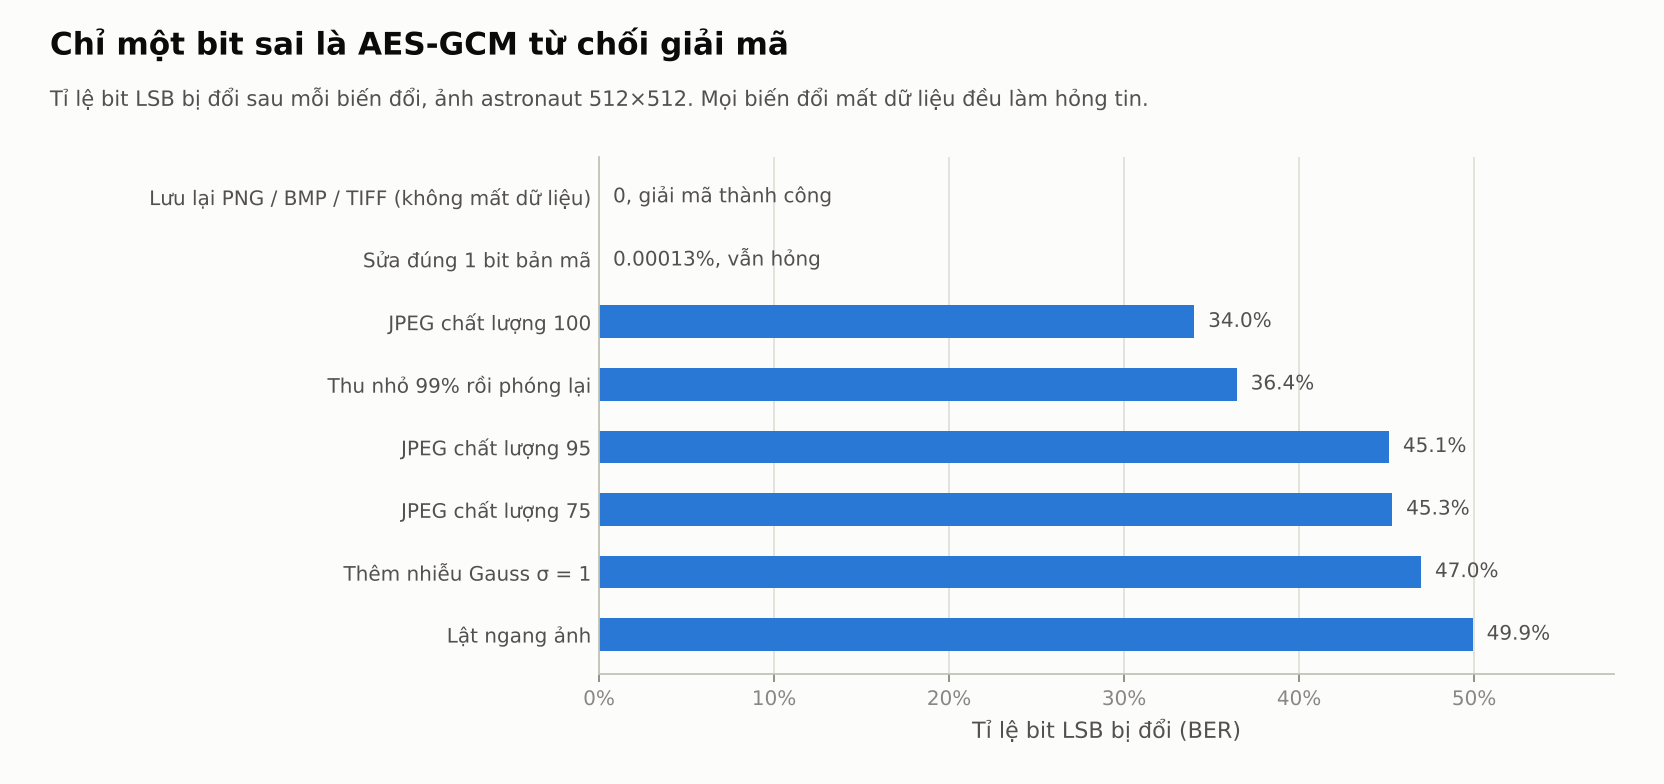 Chỉ một bit sai là AES-GCM từ chối giải mã
Tỉ lệ bit LSB bị đổi sau mỗi biến đổi, ảnh astronaut 512×512. Mọi biến đổi mất dữ liệu đều làm hỏng tin.
Lưu lại PNG / BMP / TIFF (không mất dữ liệu) 0, giải mã thành công
Sửa đúng 1 bit bản mã 0.00013%, vẫn hỏng
JPEG chất lượng 100 34.0%
Thu nhỏ 99% rồi phóng lại 36.4%
JPEG chất lượng 95 45.1%
JPEG chất lượng 75 45.3%
Thêm nhiễu Gauss σ = 1 47.0%
Lật ngang ảnh 49.9%
0% 10% 20% 30% 40% 50%
Tỉ lệ bit LSB bị đổi (BER)